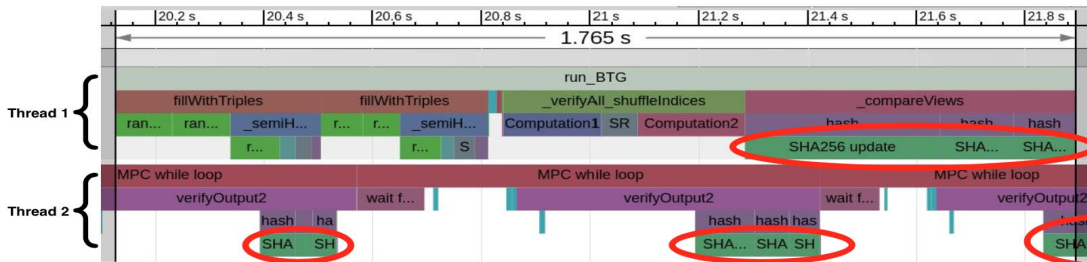 20.2 s 20.4 s 20.6 s 20.8 s 21 s 21.2 s 21.4 s 21.6 s 21.8 s
1.765 s
run_BTG
Thread 1
fillWithTriples fillWithTriples _verifyAll_shuffleIndices _compareViews
ran... ran... _semiH... r... r... _semiH... Computation1 SR Computation2 hash hash hash
r... r... S SHA256 update SHA... SHA...
MPC while loop MPC while loop MPC while loop
Thread 2
verifyOutput2 wait f... verifyOutput2 wait f... verifyOutput2
hash ha hash hash has hash
SHA SH SHA... SHA SH SHA